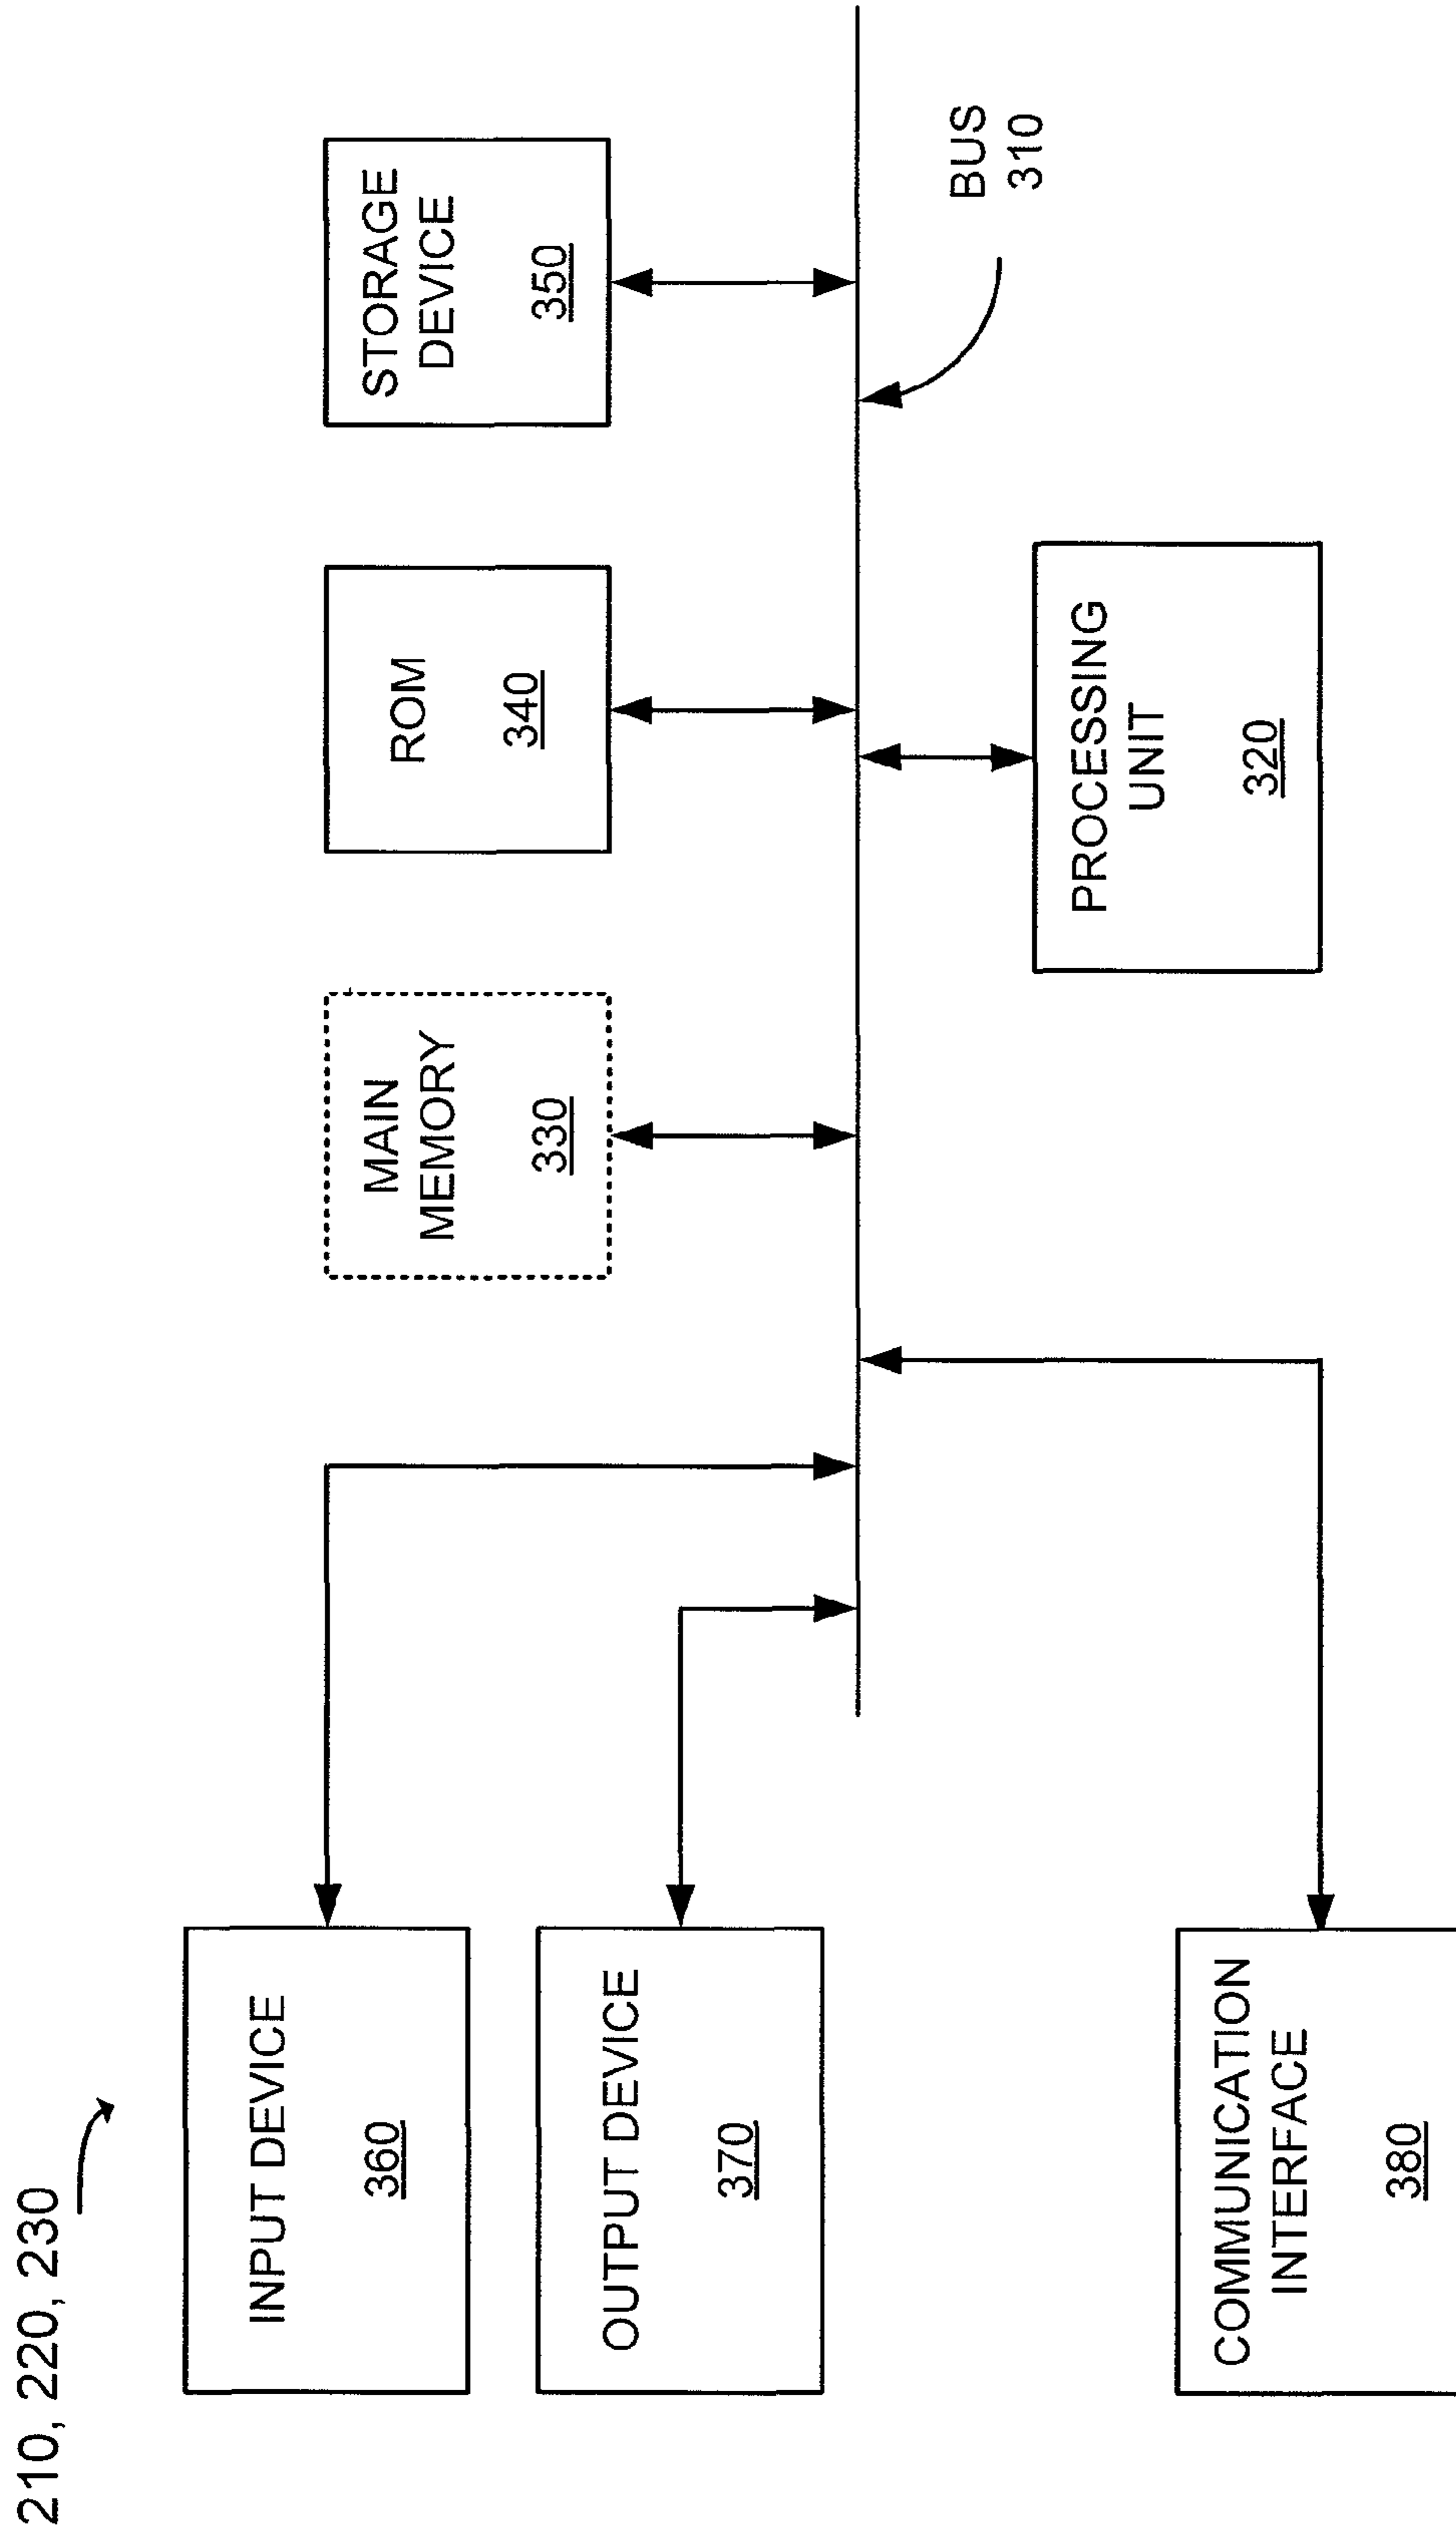 210, 220, 230
INPUT DEVICE
360
OUTPUT DEVICE
370
COMMUNICATION
INTERFACE
380
MAIN
MEMORY
330
ROM
340
STORAGE
DEVICE
350
PROCESSING
UNIT
320
BUS
310